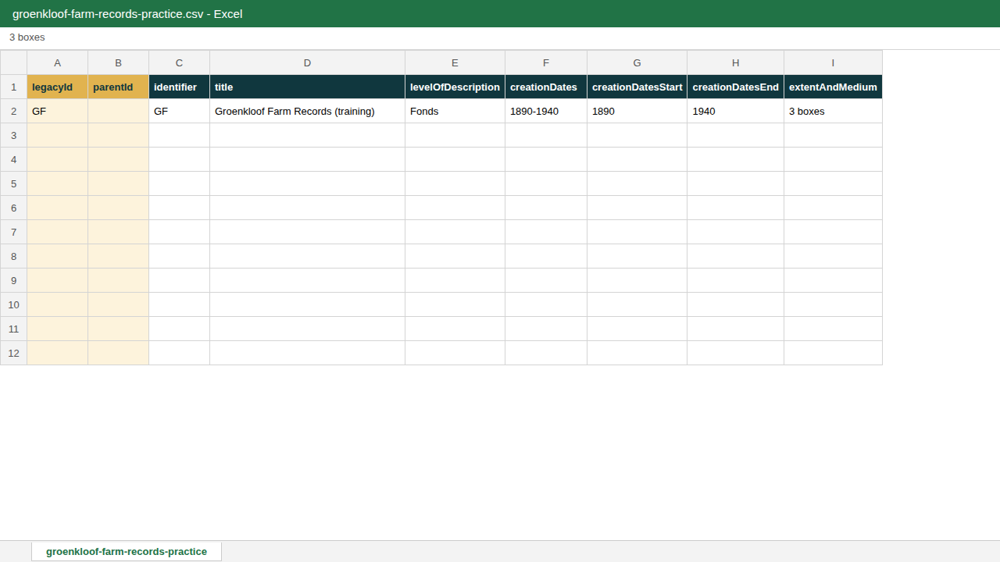 groenkloof-farm-records-practice.csv - Excel
3 boxes
A B C D E F G H I
1 legacyId parentId identifier title levelOfDescription creationDates creationDatesStart creationDatesEnd extentAndMedium
2 GF GF Groenkloof Farm Records (training) Fonds 1890-1940 1890 1940 3 boxes
3
4
5
6
7
8
9
10
11
12
groenkloof-farm-records-practice